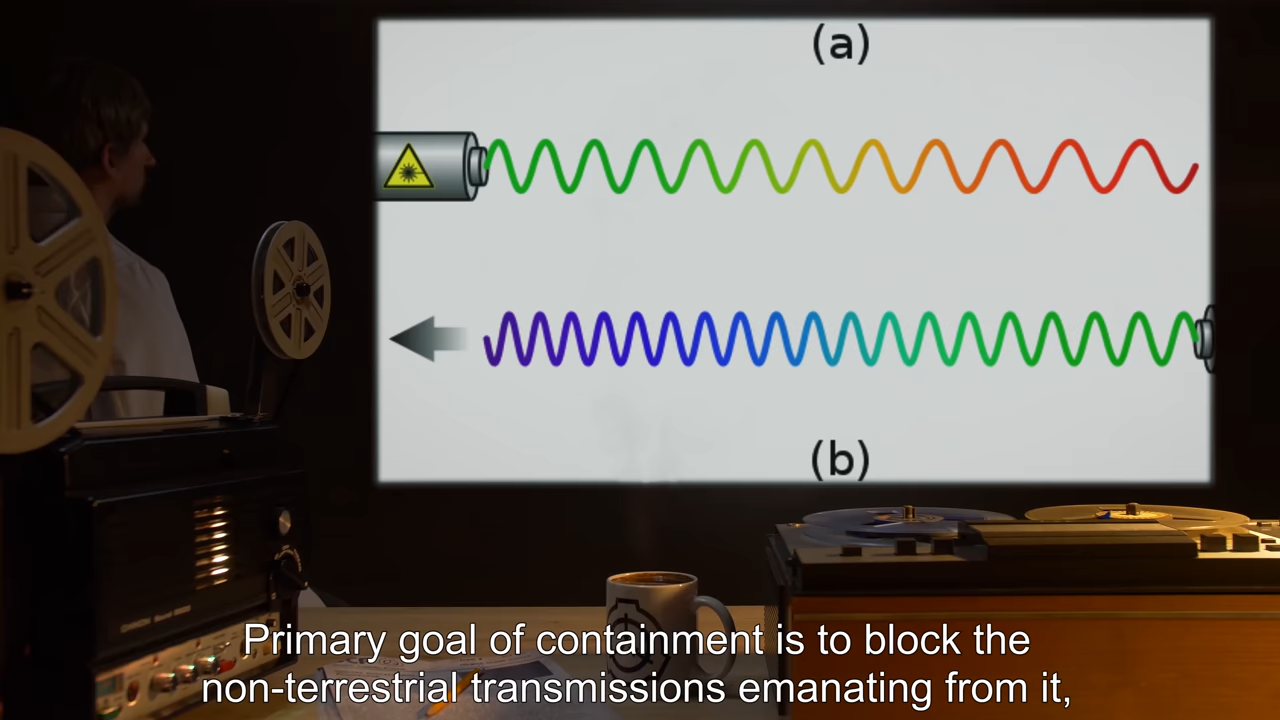 (a)
(b)
Primary goal of containment is to block the
non-terrestrial transmissions emanating from it,